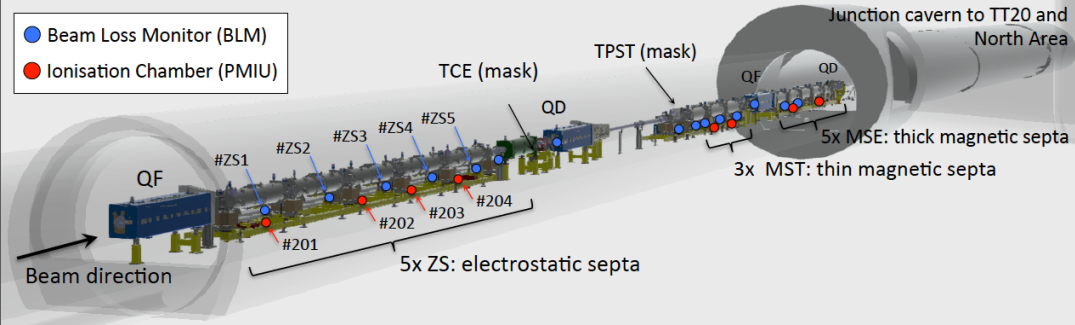 Beam Loss Monitor (BLM)
Ionisation Chamber (PMIU)
Junction cavern to TT20 and
North Area
TPST (mask)
TCE (mask)
QF
QD
QD
#ZS5
#ZS4
#ZS3
#ZS2
#ZS1
QF
5x MSE: thick magnetic septa
3x MST: thin magnetic septa
#204
#203
#202
#201
5x ZS: electrostatic septa
Beam direction